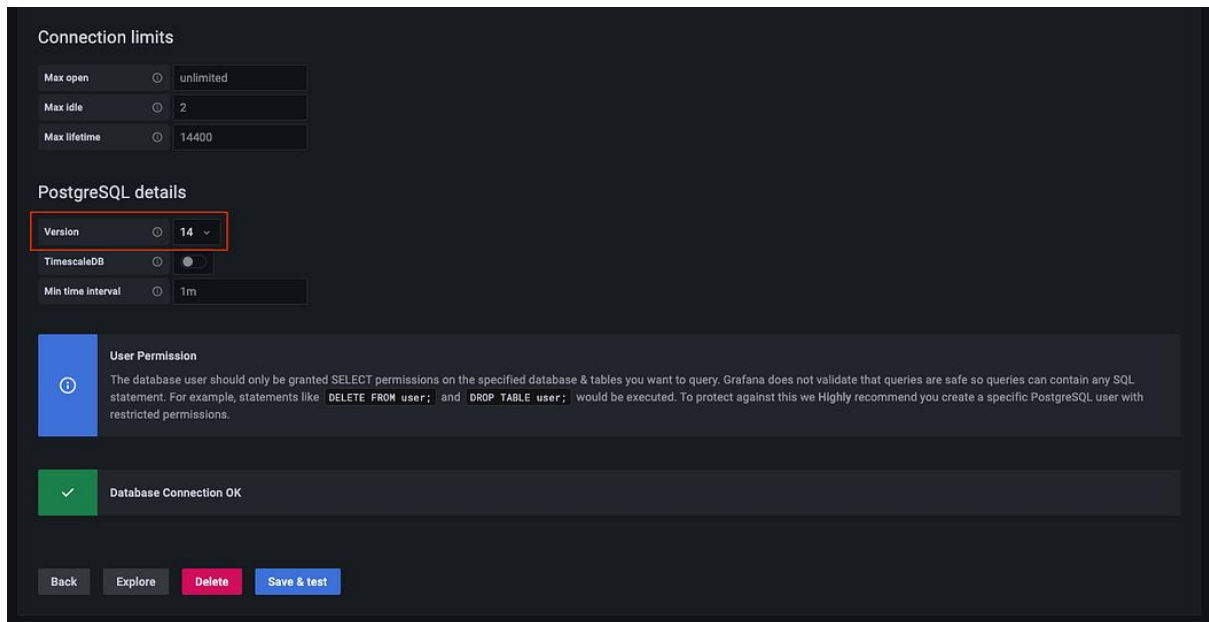 Connection limits
Max open unlimited
Max idle 2
Max lifetime 14400
PostgreSQL details
Version 14
TimescaleDB
Min time interval 1m
User Permission
The database user should only be granted SELECT permissions on the specified database & tables you want to query. Grafana does not validate that queries are safe so queries can contain any SQL
statement. For example, statements like DELETE FROM user; and DROP TABLE user; would be executed. To protect against this we Highly recommend you create a specific PostgreSQL user with
restricted permissions.
Database Connection OK
Back Explore Delete Save & test